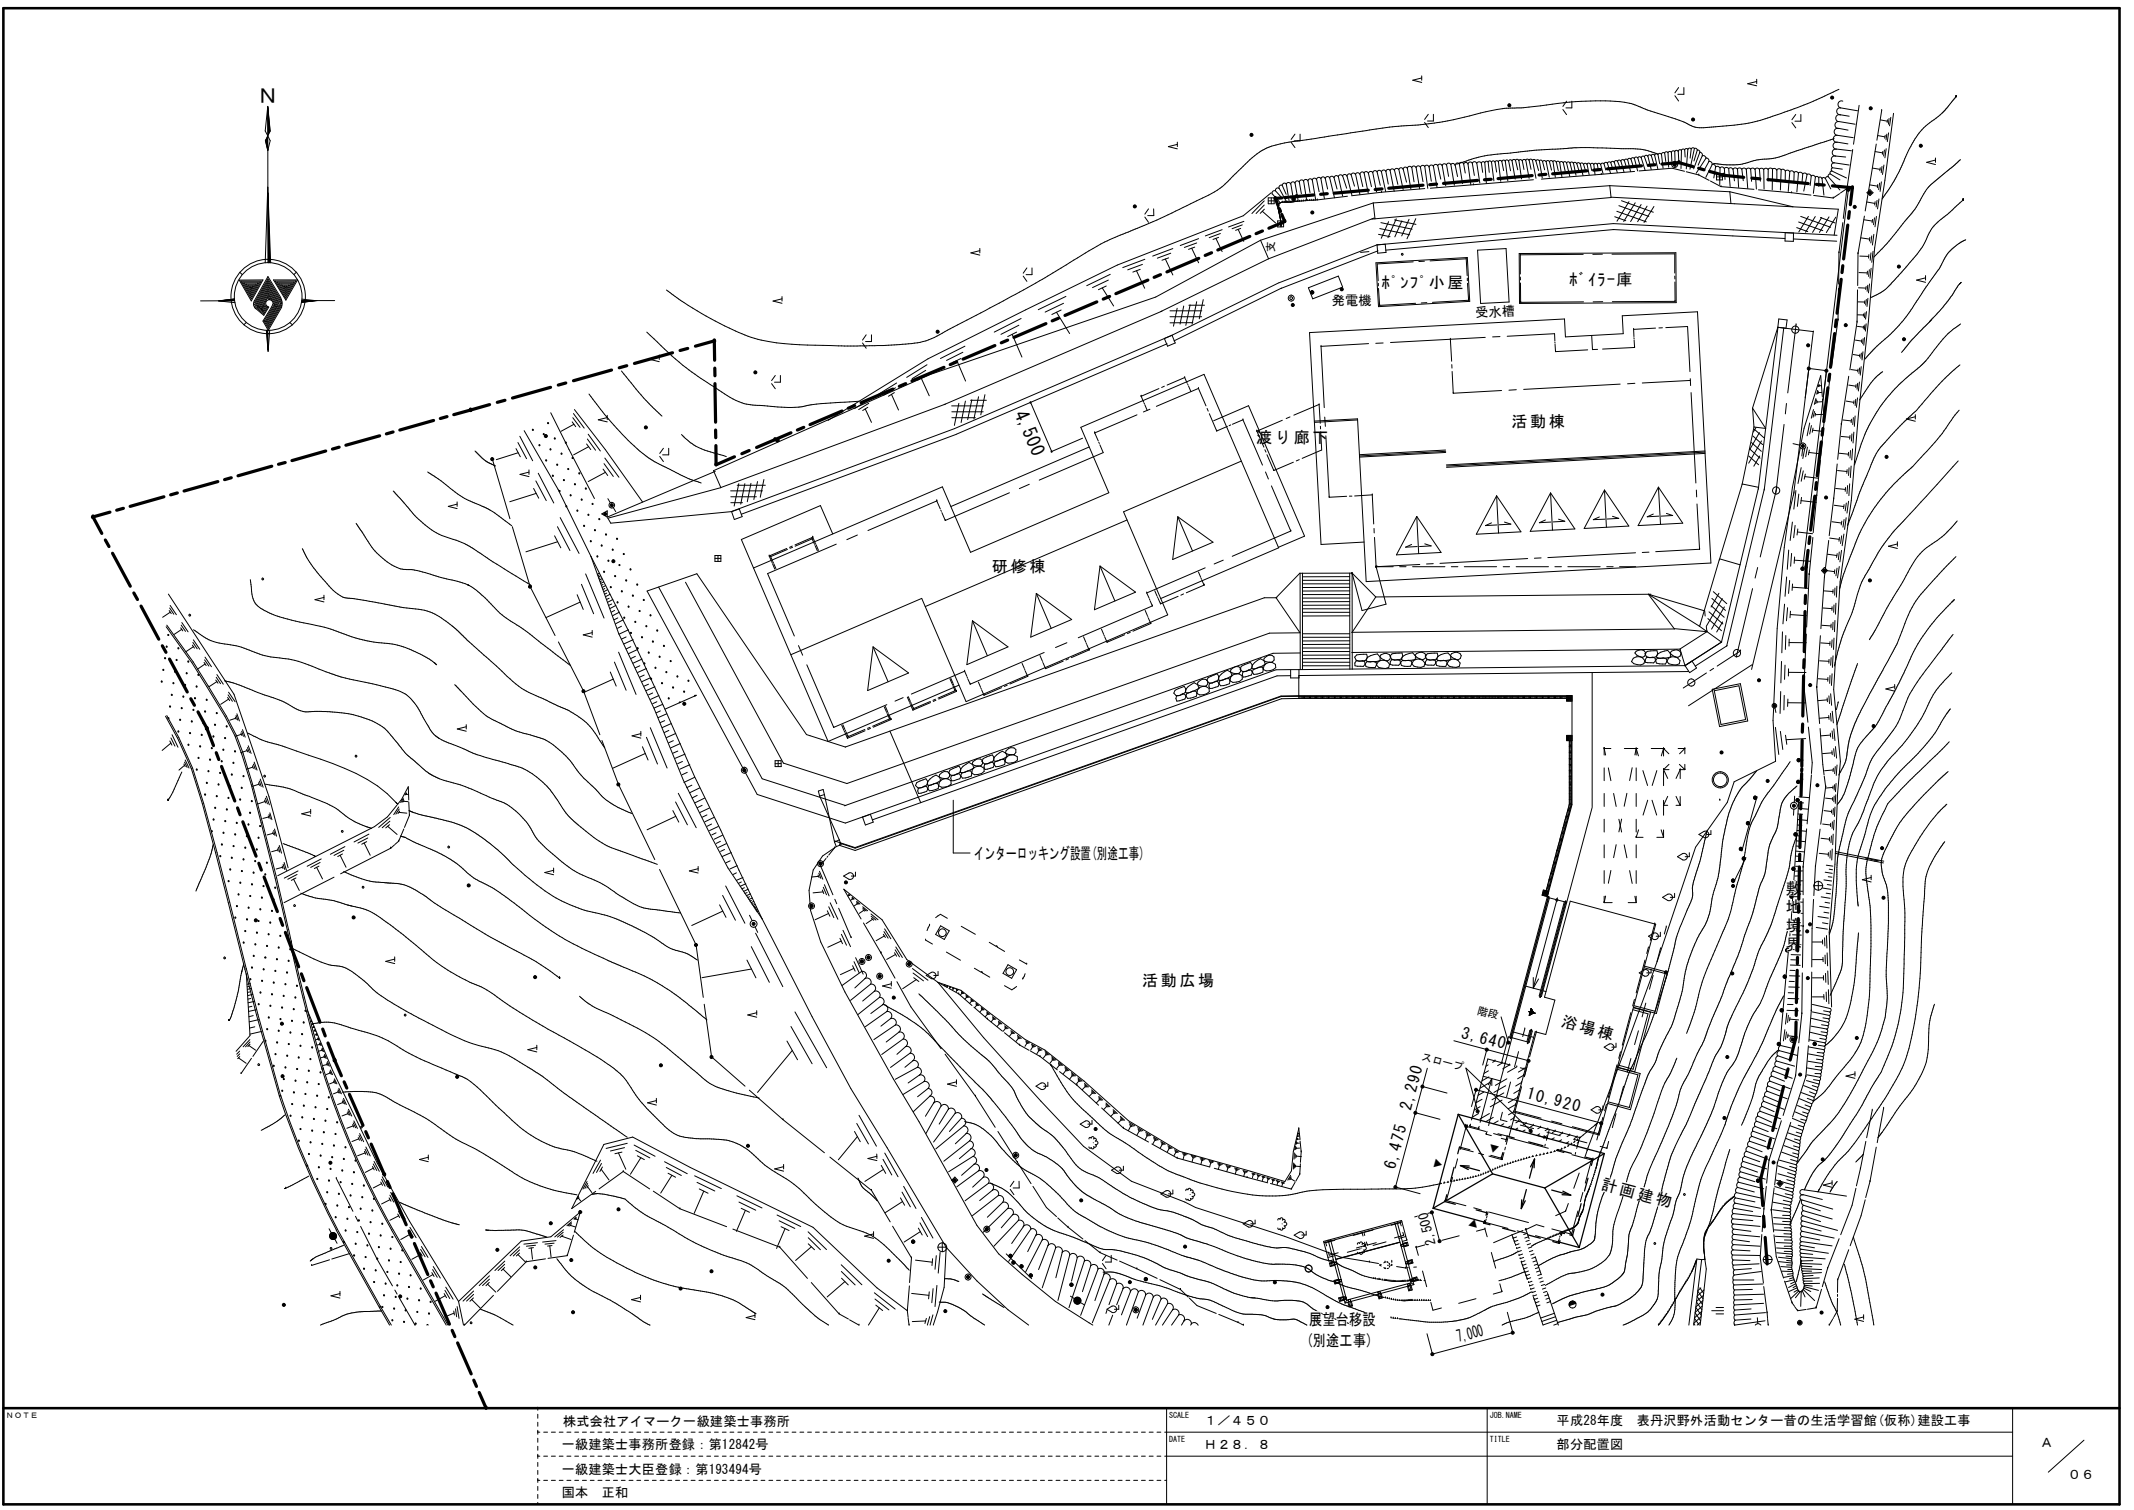 N
ﾎﾟﾝﾌﾟ小屋
ﾎﾞｲﾗｰ庫
発電機
受水槽
支
4,500
渡り廊下
活動棟
研修棟
インターロッキング設置(別途工事)
敷地境界
活動広場
階段
浴場棟
3,640
スロープ
2,290
10,920
6,475
計画建物
2,500
展望台移設
(別途工事)
7,000
NOTE
株式会社アイマーク一級建築士事務所
一級建築士事務所登録：第12842号
一級建築士大臣登録：第193494号
国本　正和
SCALE 1／450
DATE H28. 8
JOB.NAME 平成28年度　表丹沢野外活動センター昔の生活学習館(仮称)建設工事
TITLE 部分配置図
A／06